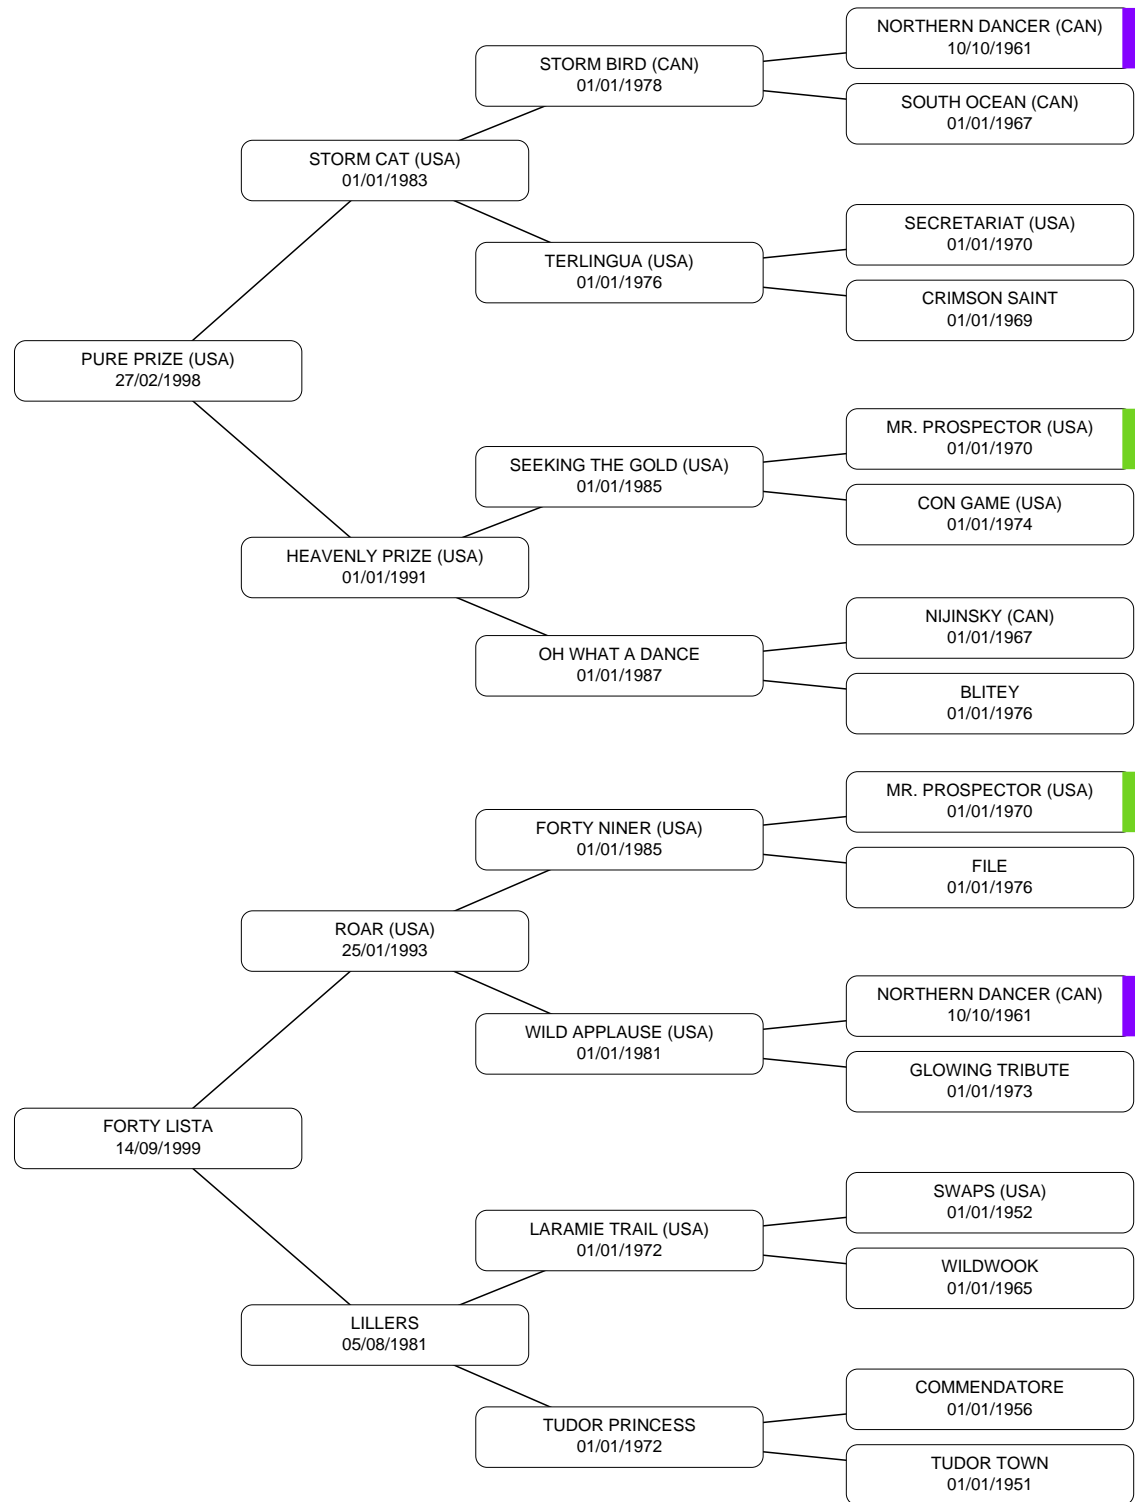 NORTHERN DANCER (CAN)
10/10/1961
STORM BIRD (CAN)
01/01/1978
SOUTH OCEAN (CAN)
01/01/1967
STORM CAT (USA)
01/01/1983
SECRETARIAT (USA)
01/01/1970
TERLINGUA (USA)
01/01/1976
CRIMSON SAINT
01/01/1969
PURE PRIZE (USA)
27/02/1998
MR. PROSPECTOR (USA)
01/01/1970
SEEKING THE GOLD (USA)
01/01/1985
CON GAME (USA)
01/01/1974
HEAVENLY PRIZE (USA)
01/01/1991
NIJINSKY (CAN)
01/01/1967
OH WHAT A DANCE
01/01/1987
BLITEY
01/01/1976
MR. PROSPECTOR (USA)
01/01/1970
FORTY NINER (USA)
01/01/1985
FILE
01/01/1976
ROAR (USA)
25/01/1993
NORTHERN DANCER (CAN)
10/10/1961
WILD APPLAUSE (USA)
01/01/1981
GLOWING TRIBUTE
01/01/1973
FORTY LISTA
14/09/1999
SWAPS (USA)
01/01/1952
LARAMIE TRAIL (USA)
01/01/1972
WILDWOOK
01/01/1965
LILLERS
05/08/1981
COMMENDATORE
01/01/1956
TUDOR PRINCESS
01/01/1972
TUDOR TOWN
01/01/1951